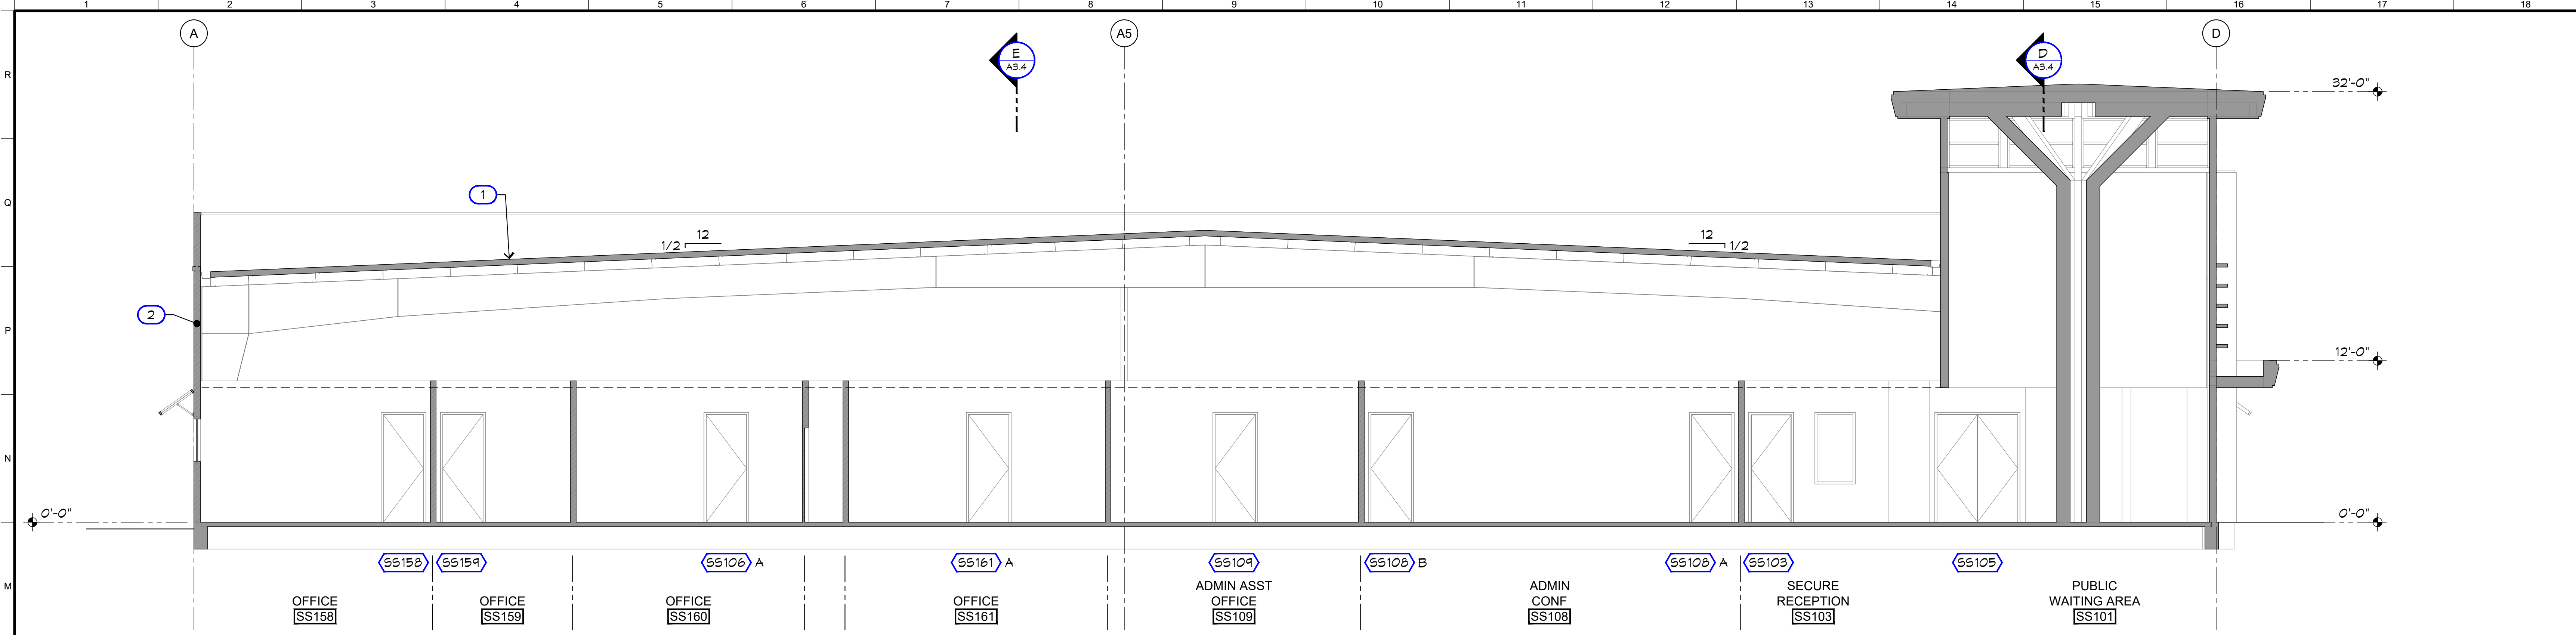 1 2 3 4 5 6 7 8 9 10 11 12 13 14 15 16 17 18
A A5 D
R
E
A3.4
D
A3.4
32'-0"
1
Q
12
1/2
12
1/2
2
P
12'-0"
N
0'-0"
0'-0"
SS158 SS159 SS106 A SS161 A SS109 SS108 B SS108 A SS103 SS105
M
OFFICE
SS158
OFFICE
SS159
OFFICE
SS160
OFFICE
SS161
ADMIN ASST
OFFICE
SS109
ADMIN
CONF
SS108
SECURE
RECEPTION
SS103
PUBLIC
WAITING AREA
SS101